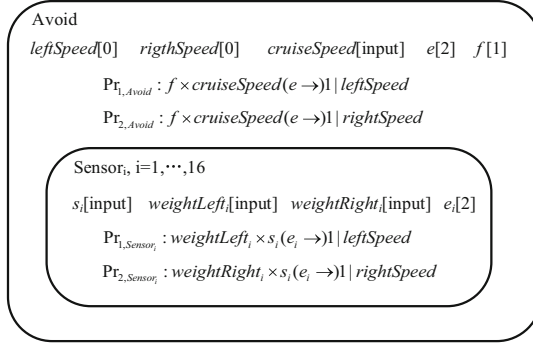 Avoid
leftSpeed[0] rigthSpeed[0] cruiseSpeed[input] e[2] f[1]
Pr₁,Avoid : f × cruiseSpeed(e →)1 | leftSpeed
Pr₂,Avoid : f × cruiseSpeed(e →)1 | rightSpeed
Sensorᵢ, i=1,⋯,16
sᵢ[input] weightLeftᵢ[input] weightRightᵢ[input] eᵢ[2]
Pr₁,Sensorᵢ : weightLeftᵢ × sᵢ(eᵢ →)1 | leftSpeed
Pr₂,Sensorᵢ : weightRightᵢ × sᵢ(eᵢ →)1 | rightSpeed